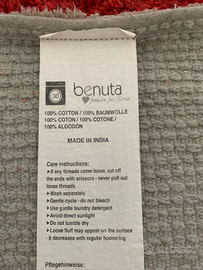 30
benuta
passion for home
100% COTTON / 100% BAUMWOLLE
100% COTON / 100% COTONE /
100% ALGODÓN
MADE IN INDIA
Care instructions:
➤ If any threads come loose, cut off
the ends with scissors - never pull out
loose threads
➤ Wash separately
➤ Gentle cycle - do not bleach
➤ Use gentle laundry detergent
➤ Avoid direct sunlight
➤ Do not tumble dry
➤ Loose fluff may appear on the surface
- it decreases with regular hoovering
Pflegehinweise: